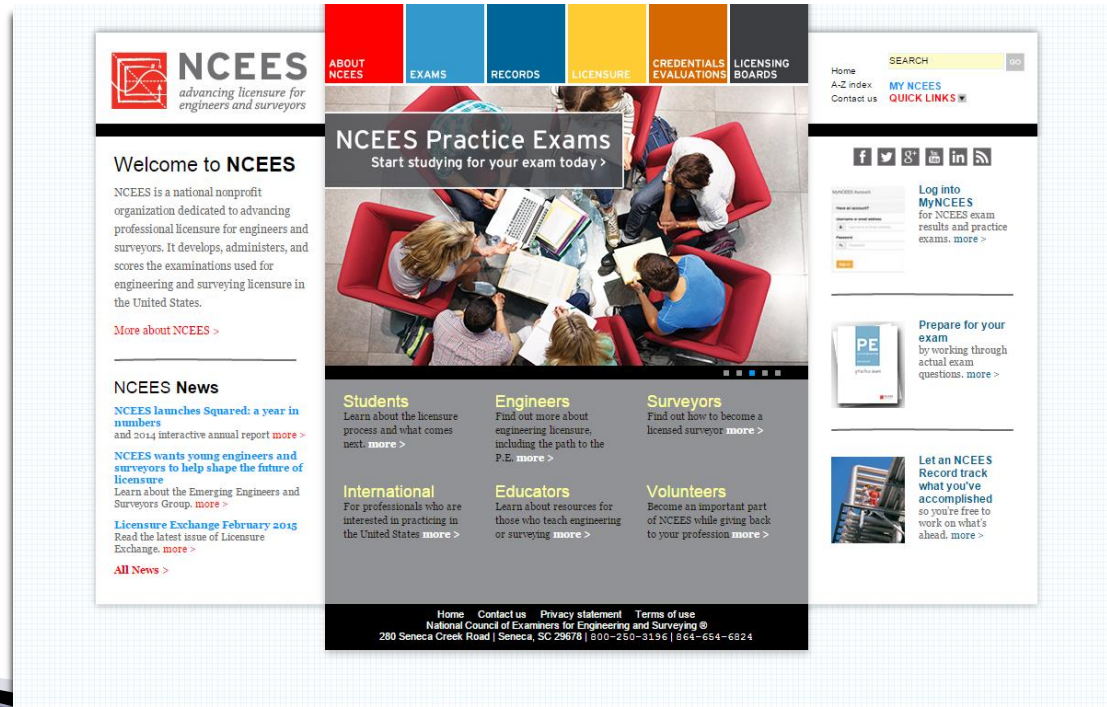 NCEES
advancing licensure for
engineers and surveyors
ABOUT
NCEES
EXAMS
RECORDS
LICENSURE
CREDENTIALS
EVALUATIONS
LICENSING
BOARDS
Home
A-Z index
Contact us
SEARCH
GO
MY NCEES
QUICK LINKS
Welcome to NCEES
NCEES is a national nonprofit
organization dedicated to advancing
professional licensure for engineers and
surveyors. It develops, administers, and
scores the examinations used for
engineering and surveying licensure in
the United States.
More about NCEES >
NCEES News
NCEES launches Squared: a year in
numbers
and 2014 interactive annual report more >
NCEES wants young engineers and
surveyors to help shape the future of
licensure
Learn about the Emerging Engineers and
Surveyors Group. more >
Licensure Exchange February 2015
Read the latest issue of Licensure
Exchange. more >
All News >
NCEES Practice Exams
Start studying for your exam today >
Students
Learn about the licensure
process and what comes
next. more >
Engineers
Find out more about
engineering licensure,
including the path to the
P.E. more >
Surveyors
Find out how to become a
licensed surveyor more >
International
For professionals who are
interested in practicing in
the United States more >
Educators
Learn about resources for
those who teach engineering
or surveying more >
Volunteers
Become an important part
of NCEES while giving back
to your profession more >
Have an account?
Username or email address
Password
Log into
MyNCEES
for NCEES exam
results and practice
exams. more >
PE
Prepare for your
exam
by working through
actual exam
questions. more >
Let an NCEES
Record track
what you've
accomplished
so you're free to
work on what's
ahead. more >
Home Contact us Privacy statement Terms of use
National Council of Examiners for Engineering and Surveying ®
280 Seneca Creek Road | Seneca, SC 29678 | 800-250-3196 | 864-654-6824